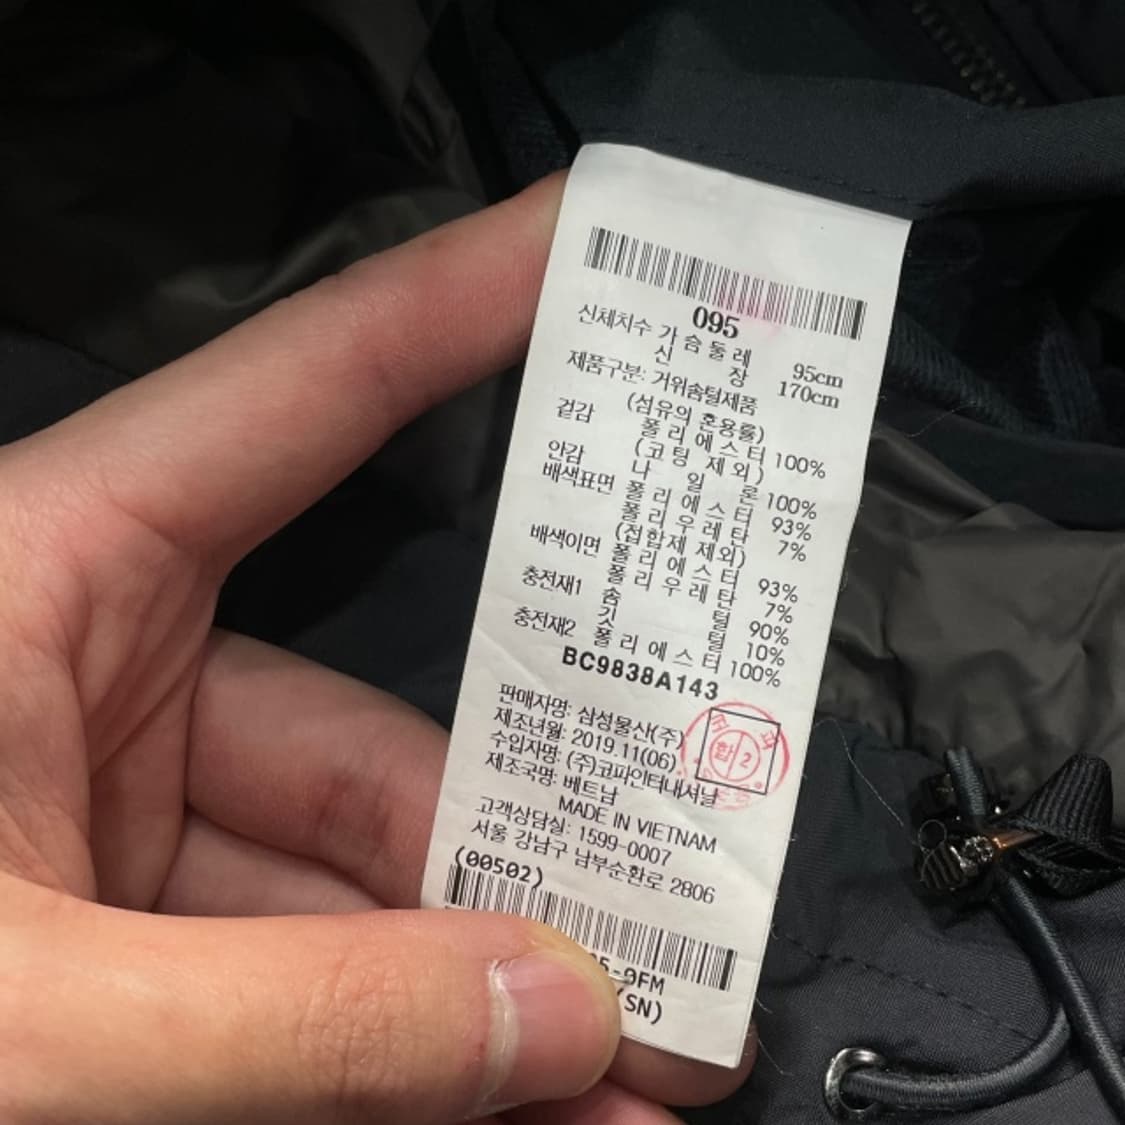 095
신체치수 가슴둘레 95cm
신장 170cm
제품구분: 거위솜털제품
(섬유의 혼용률)
겉감 폴리에스터 100%
(코팅 제외)
안감 나일론 100%
배색표면 폴리에스터 93%
폴리우레탄 7%
(접합제 제외)
배색이면 폴리에스터 93%
폴리우레탄 7%
충전재1 솜털 90%
깃털 10%
충전재2 폴리에스터 100%
BC9838A143
판매자명: 삼성물산(주)
제조년월: 2019.11(06)
수입자명: (주)코파인터내셔날
제조국명: 베트남
MADE IN VIETNAM
고객상담실: 1599-0007
서울 강남구 남부순환로 2806
(00502)
5-0FM
(SN)
코파
합 2